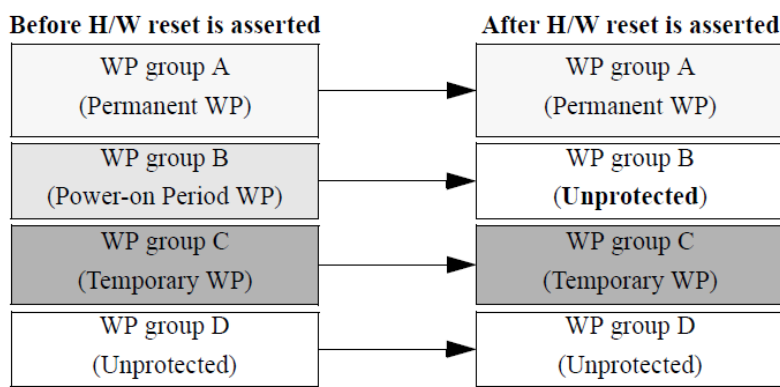 Before H/W reset is asserted
After H/W reset is asserted
WP group A
(Permanent WP)
WP group A
(Permanent WP)
WP group B
(Power-on Period WP)
WP group B
(Unprotected)
WP group C
(Temporary WP)
WP group C
(Temporary WP)
WP group D
(Unprotected)
WP group D
(Unprotected)